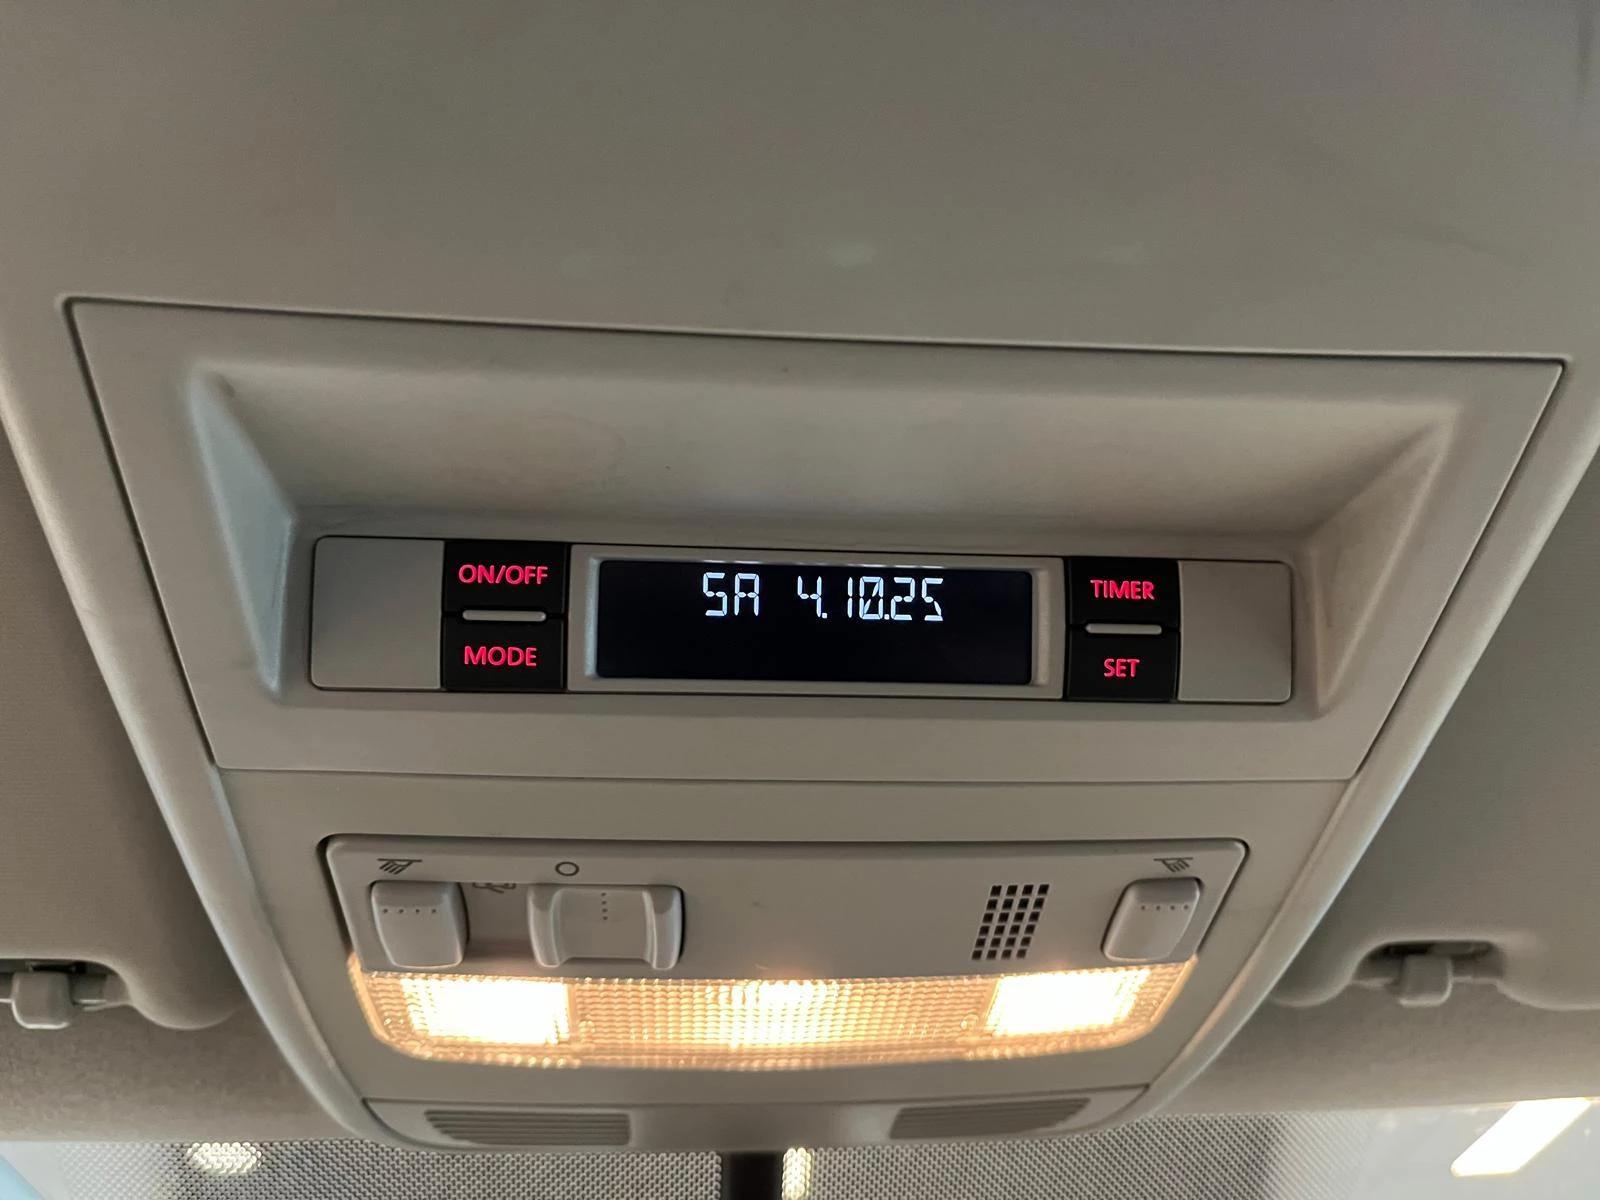 ON/OFF
MODE
SA 4.10.25
TIMER
SET